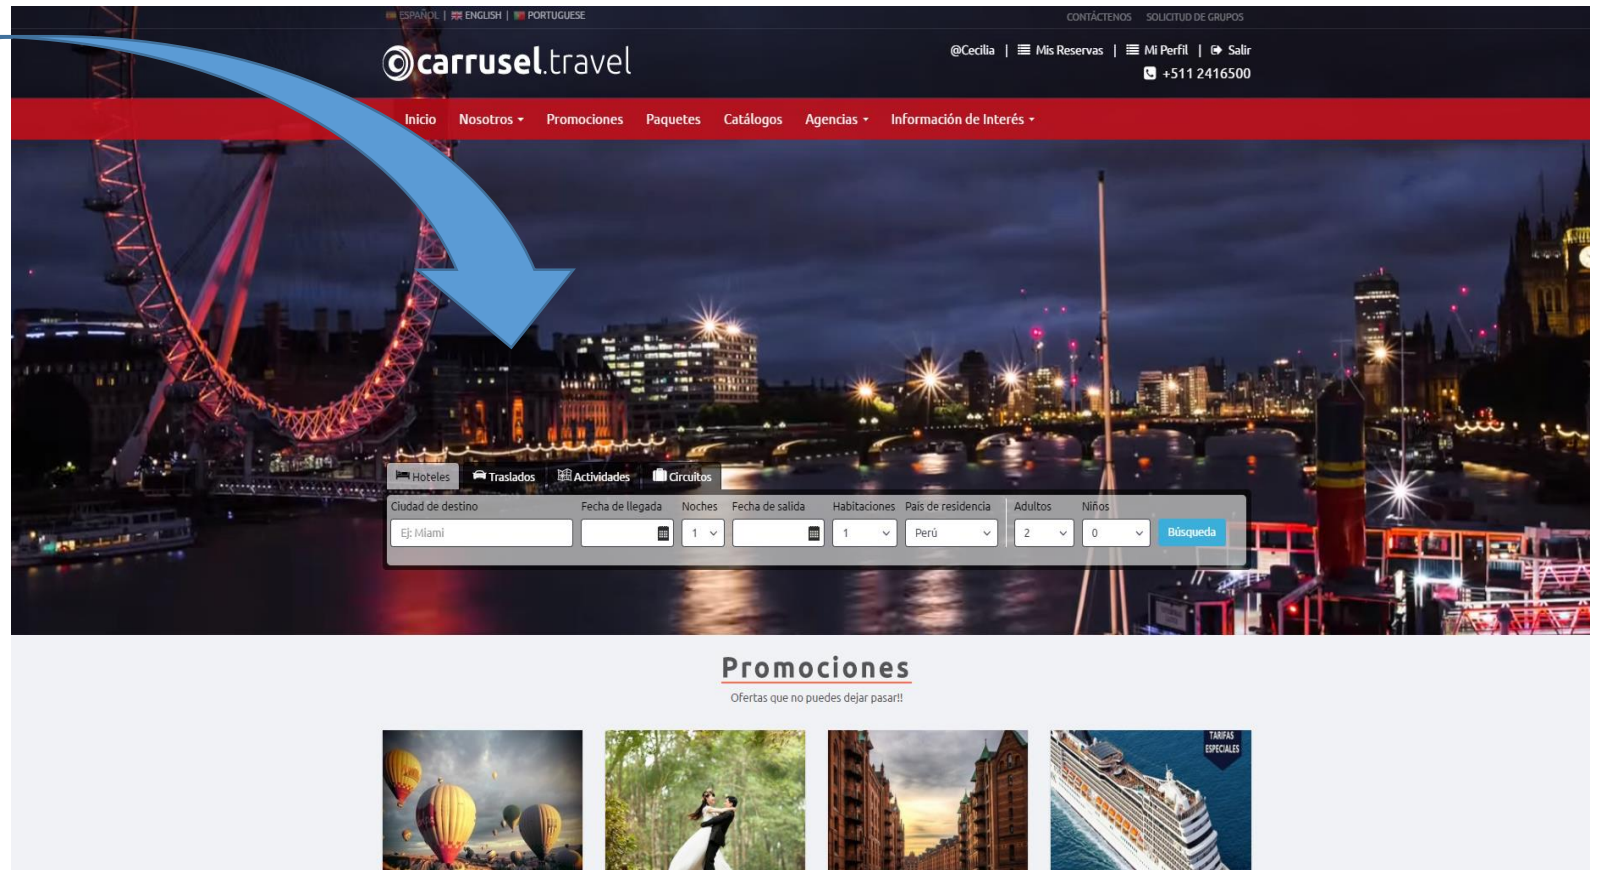 ESPAÑOL | ENGLISH | PORTUGUESE
CONTÁCTENOS SOLICITUD DE GRUPOS
carrusel.travel
@Cecilia | Mis Reservas | Mi Perfil | Salir
+511 2416500
Inicio Nosotros Promociones Paquetes Catálogos Agencias Información de Interés
Hoteles Traslados Actividades Circuitos
Ciudad de destino Fecha de llegada Noches Fecha de salida Habitaciones País de residencia Adultos Niños
Ej: Miami 1 1 Perú 2 0 Búsqueda
Promociones
Ofertas que no puedes dejar pasar!!
TARIFAS
ESPECIALES